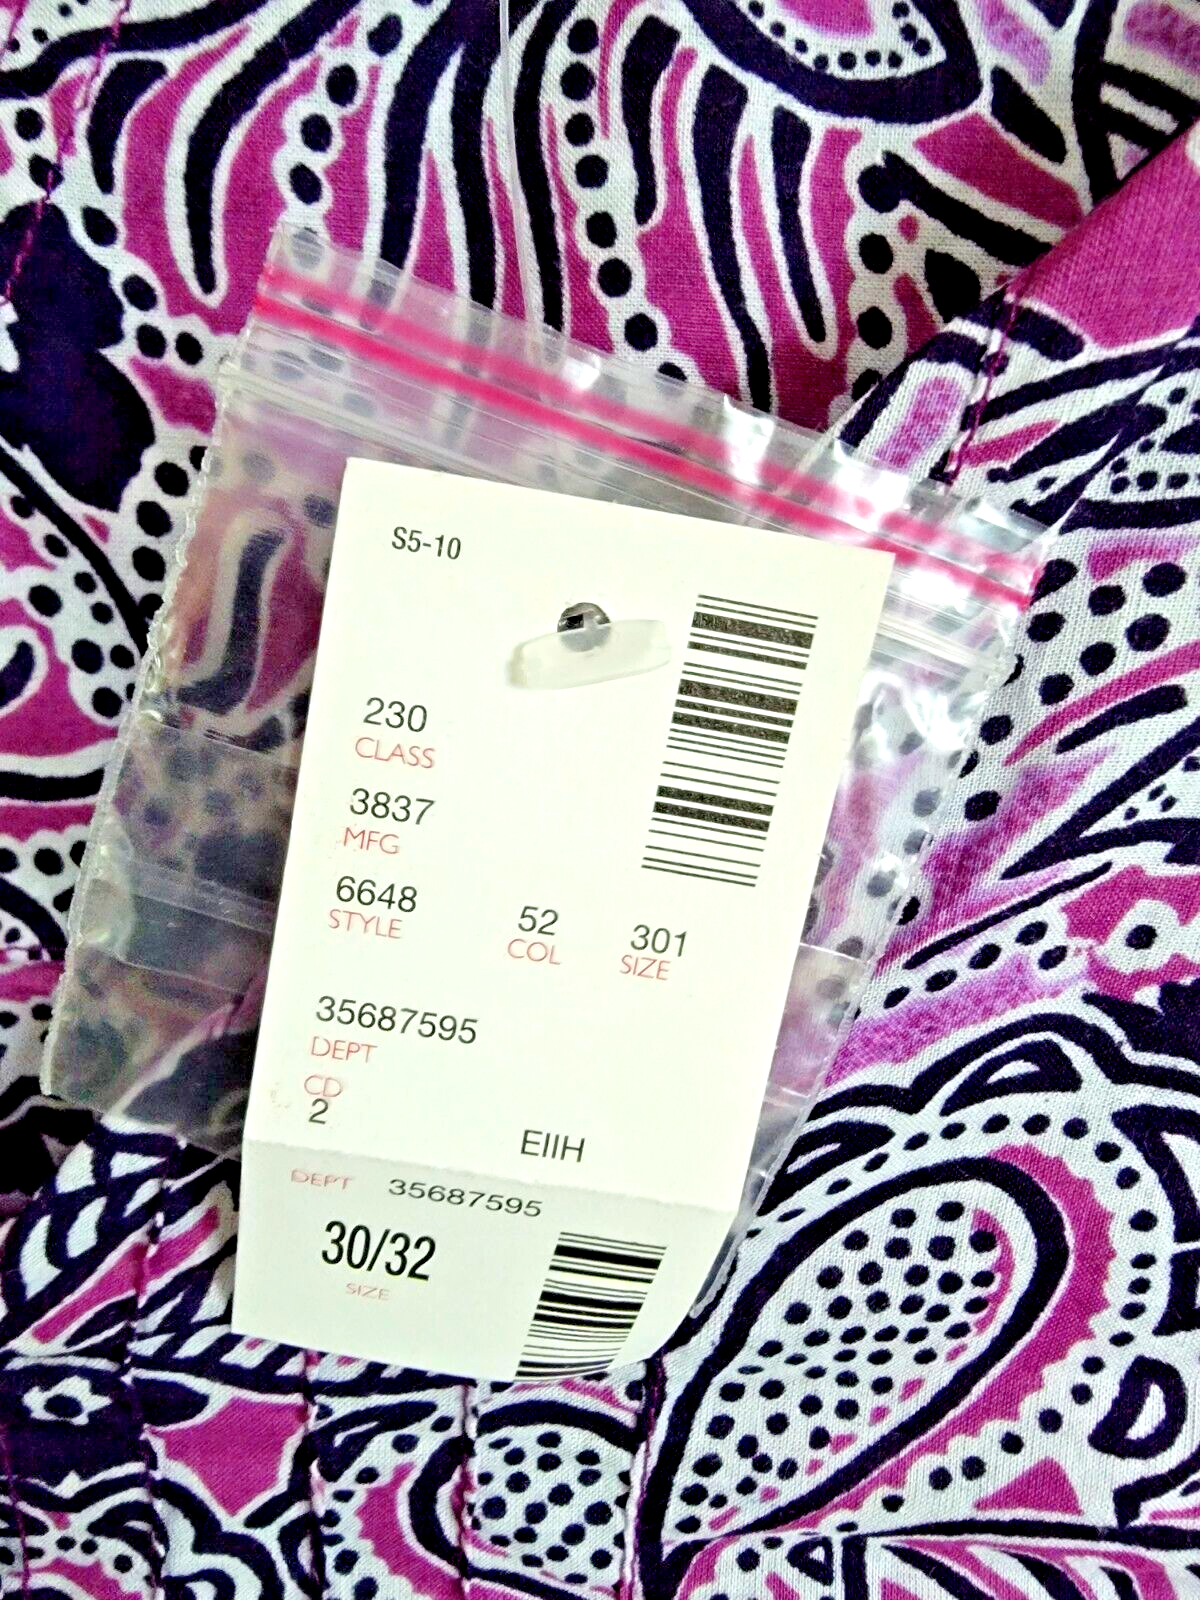 S5-10
230
CLASS
3837
MFG
6648 52 301
STYLE COL SIZE
35687595
DEPT
CD
2
EIIH
DEPT 35687595
30/32
SIZE